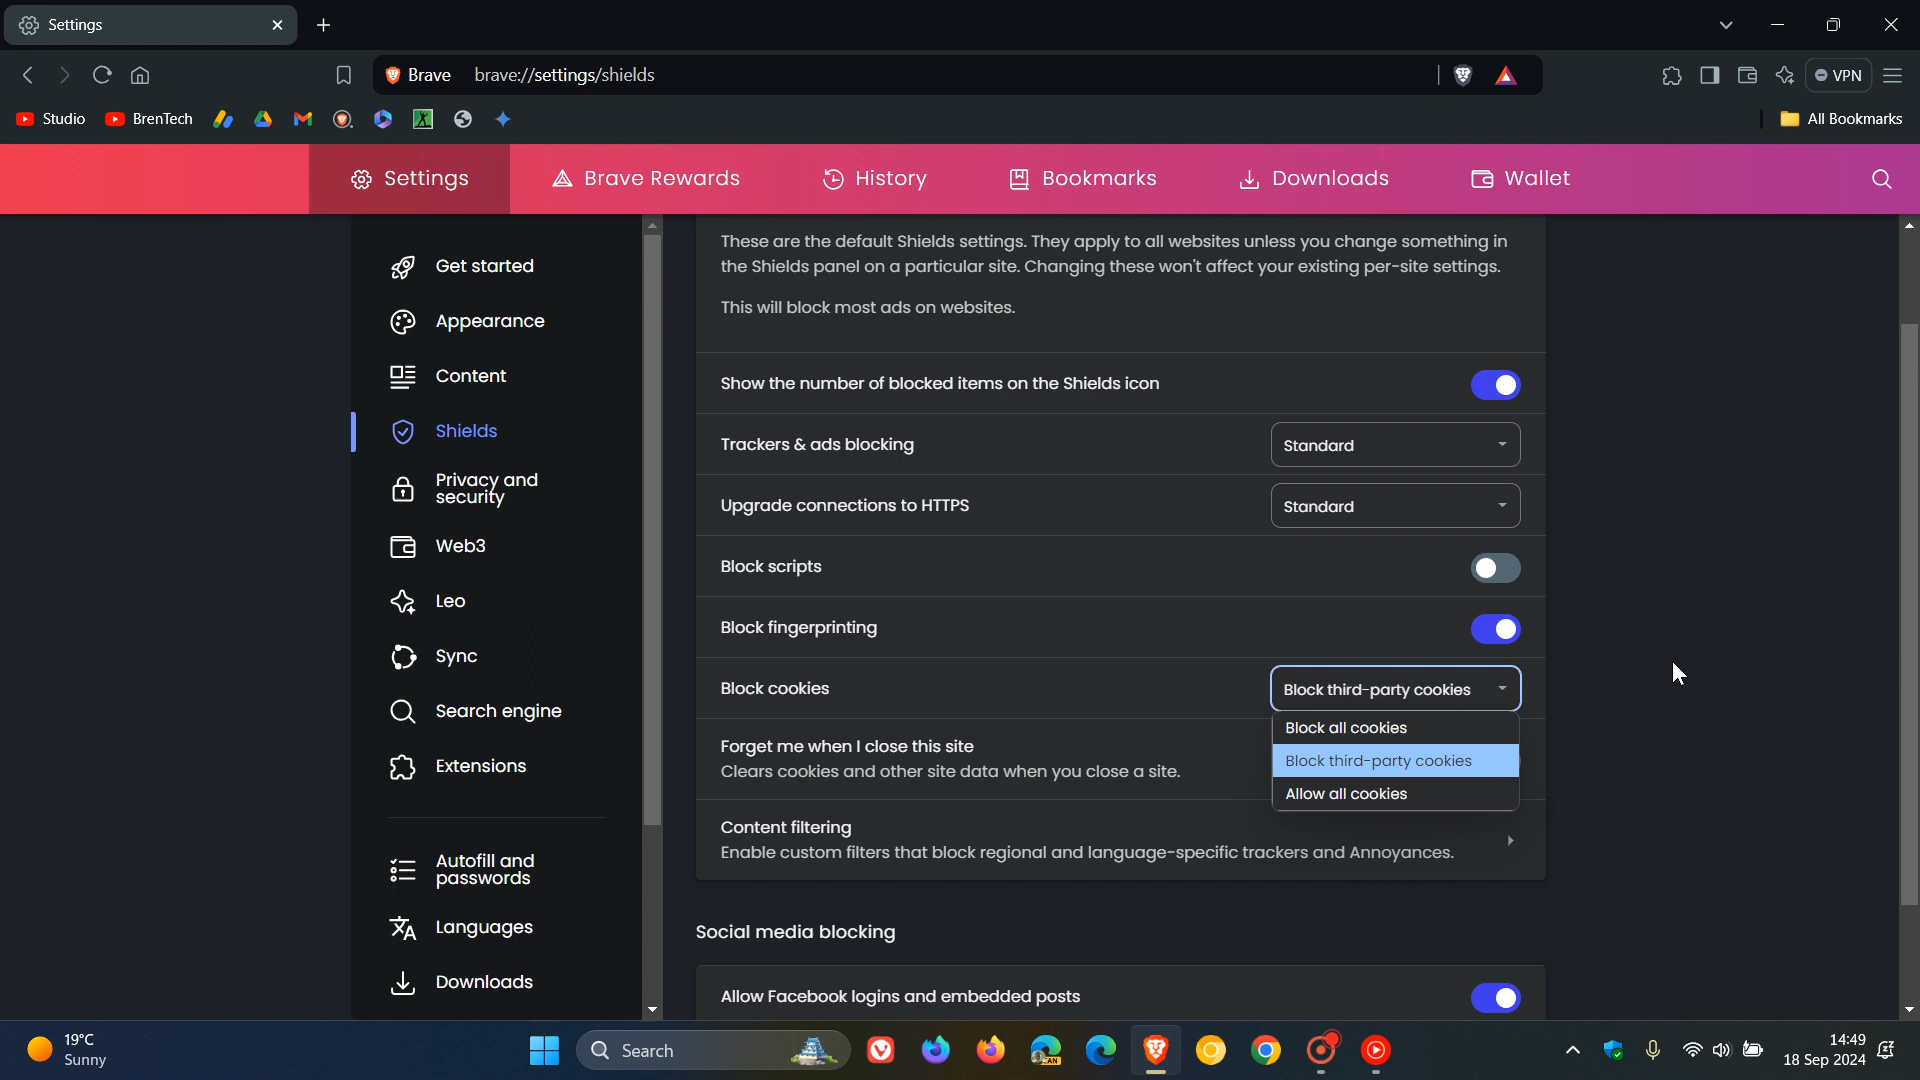 Settings
Brave
brave://settings/shields
VPN
Studio
BrenTech
All Bookmarks
Settings
Brave Rewards
History
Bookmarks
Downloads
Wallet
Get started
Appearance
Content
Shields
Privacy and
security
Web3
Leo
Sync
Search engine
Extensions
Autofill and
passwords
Languages
Downloads
These are the default Shields settings. They apply to all websites unless you change something in
the Shields panel on a particular site. Changing these won't affect your existing per-site settings.
This will block most ads on websites.
Show the number of blocked items on the Shields icon
Trackers & ads blocking
Standard
Upgrade connections to HTTPS
Standard
Block scripts
Block fingerprinting
Block cookies
Block third-party cookies
Block all cookies
Block third-party cookies
Allow all cookies
Forget me when I close this site
Clears cookies and other site data when you close a site.
Content filtering
Enable custom filters that block regional and language-specific trackers and Annoyances.
Social media blocking
Allow Facebook logins and embedded posts
19°C
Sunny
Search
CAN
14:49
18 Sep 2024